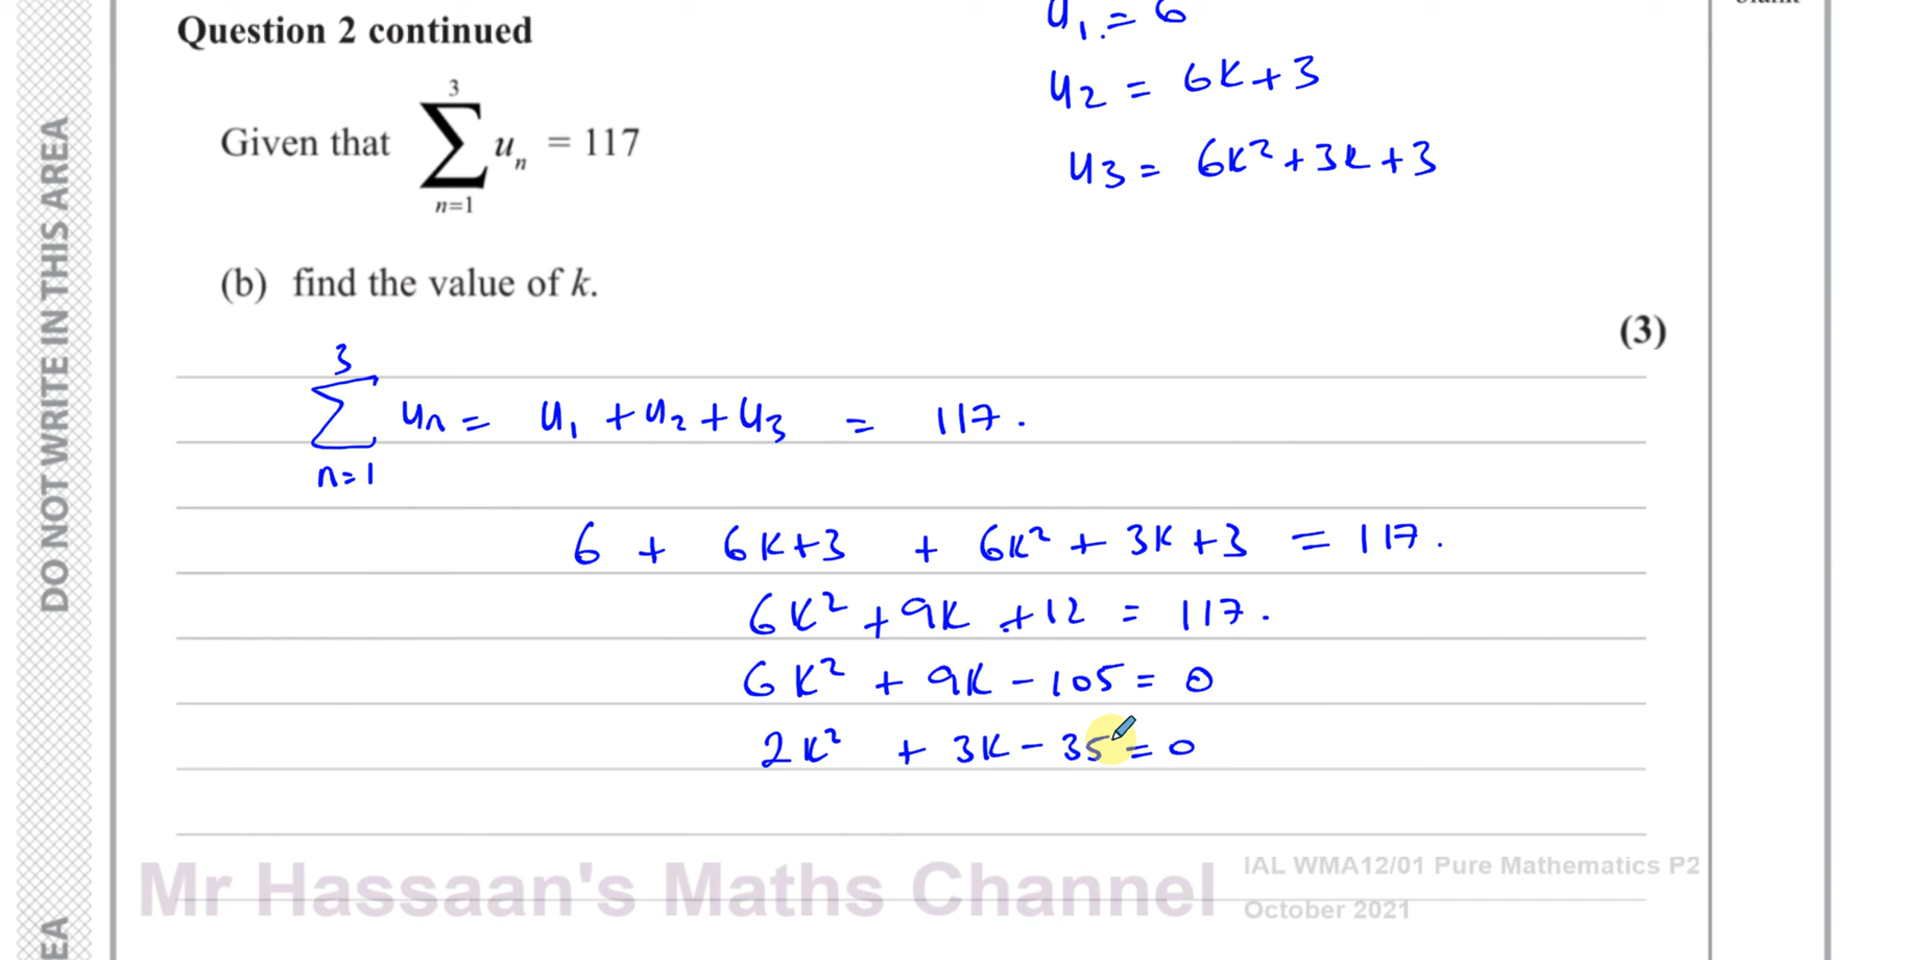 Question 2 continued
u₁ = 6
u₂ = 6k + 3
u₃ = 6k² + 3k + 3
Given that ∑ₙ₌₁³ uₙ = 117
(b) find the value of k.
(3)
∑ₙ₌₁³ uₙ = u₁ + u₂ + u₃ = 117.
6 + 6k+3 + 6k² + 3k + 3 = 117.
6k² + 9k + 12 = 117.
6k² + 9k − 105 = 0
2k² + 3k − 35 = 0
DO NOT WRITE IN THIS AREA
EA
Mr Hassaan's Maths Channel
IAL WMA12/01 Pure Mathematics P2
October 2021